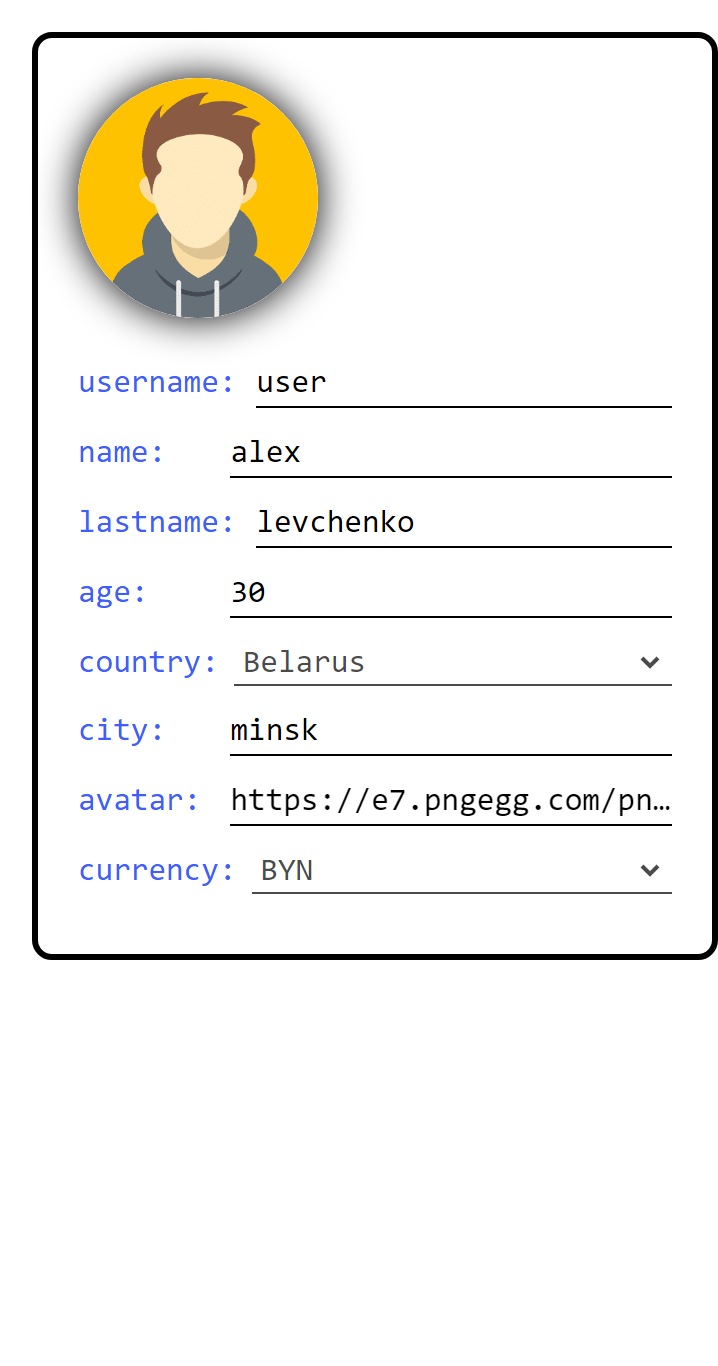 username: user
name: alex
lastname: levchenko
age: 30
country: Belarus
city: minsk
avatar: https://e7.pngegg.com/pn…
currency: BYN